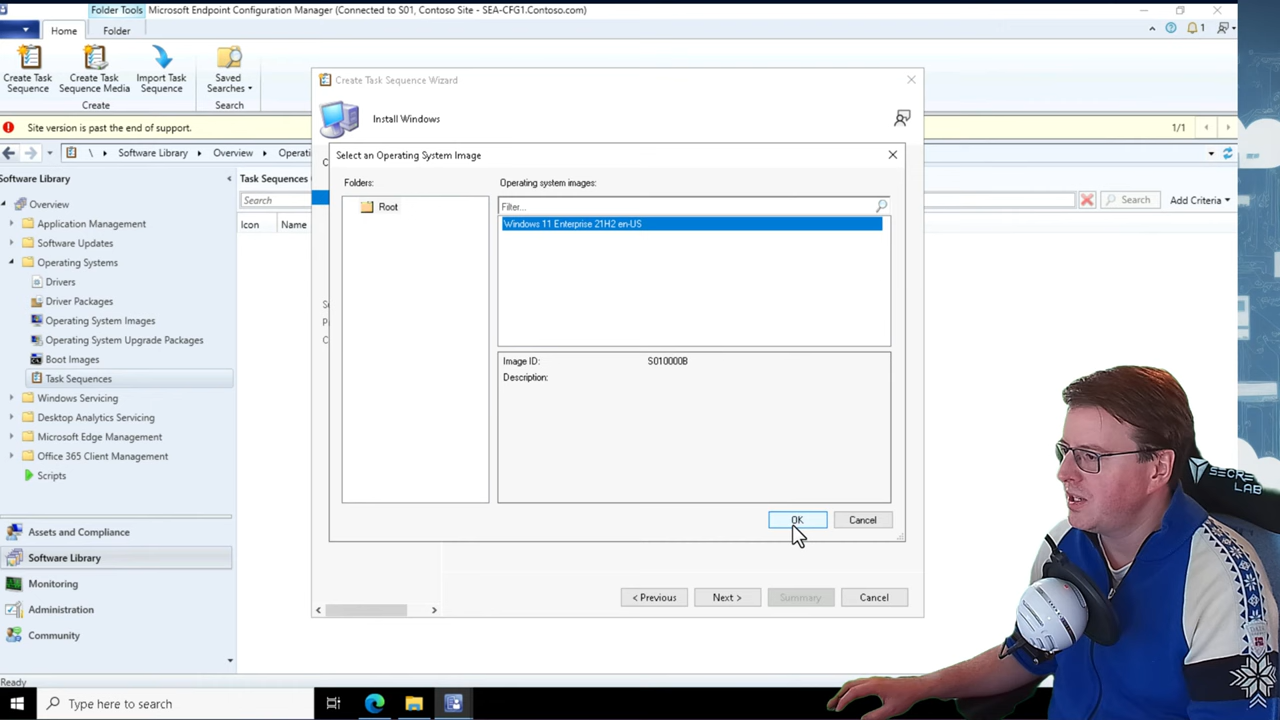 Folder Tools
Microsoft Endpoint Configuration Manager (Connected to S01, Contoso Site - SEA-CFG1.Contoso.com)
Home
Folder
1
Create Task Sequence
Create Task Sequence Media
Import Task Sequence
Saved Searches
Create
Search
Site version is past the end of support.
1/1
\ Software Library Overview
Software Library
Overview
Application Management
Software Updates
Operating Systems
Drivers
Driver Packages
Operating System Images
Operating System Upgrade Packages
Boot Images
Task Sequences
Windows Servicing
Desktop Analytics Servicing
Microsoft Edge Management
Office 365 Client Management
Scripts
Assets and Compliance
Software Library
Monitoring
Administration
Community
Ready
Task Sequences
Search
Icon
Name
Search
Add Criteria
Create Task Sequence Wizard
Install Windows
Select an Operating System Image
Folders:
Root
Operating system images:
Filter...
Windows 11 Enterprise 21H2 en-US
Image ID: S010000B
Description:
OK
Cancel
< Previous
Next >
Summary
Cancel
Type here to search